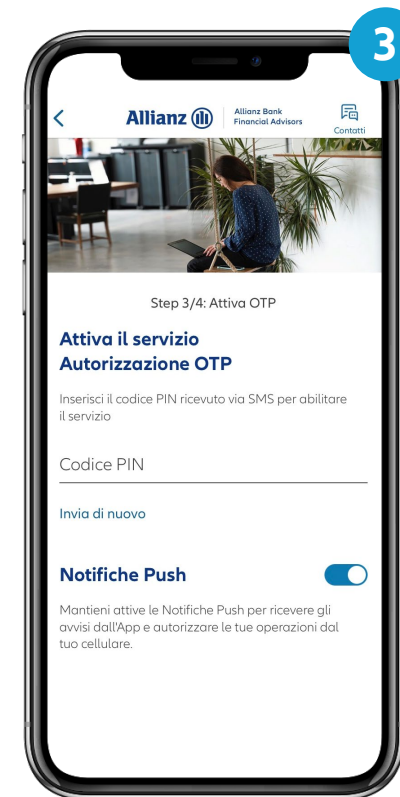 3
Allianz
Allianz Bank
Financial Advisors
Contatti
Step 3/4: Attiva OTP
Attiva il servizio
Autorizzazione OTP
Inserisci il codice PIN ricevuto via SMS per abilitare
il servizio
Codice PIN
Invia di nuovo
Notifiche Push
Mantieni attive le Notifiche Push per ricevere gli
avvisi dall'App e autorizzare le tue operazioni dal
tuo cellulare.